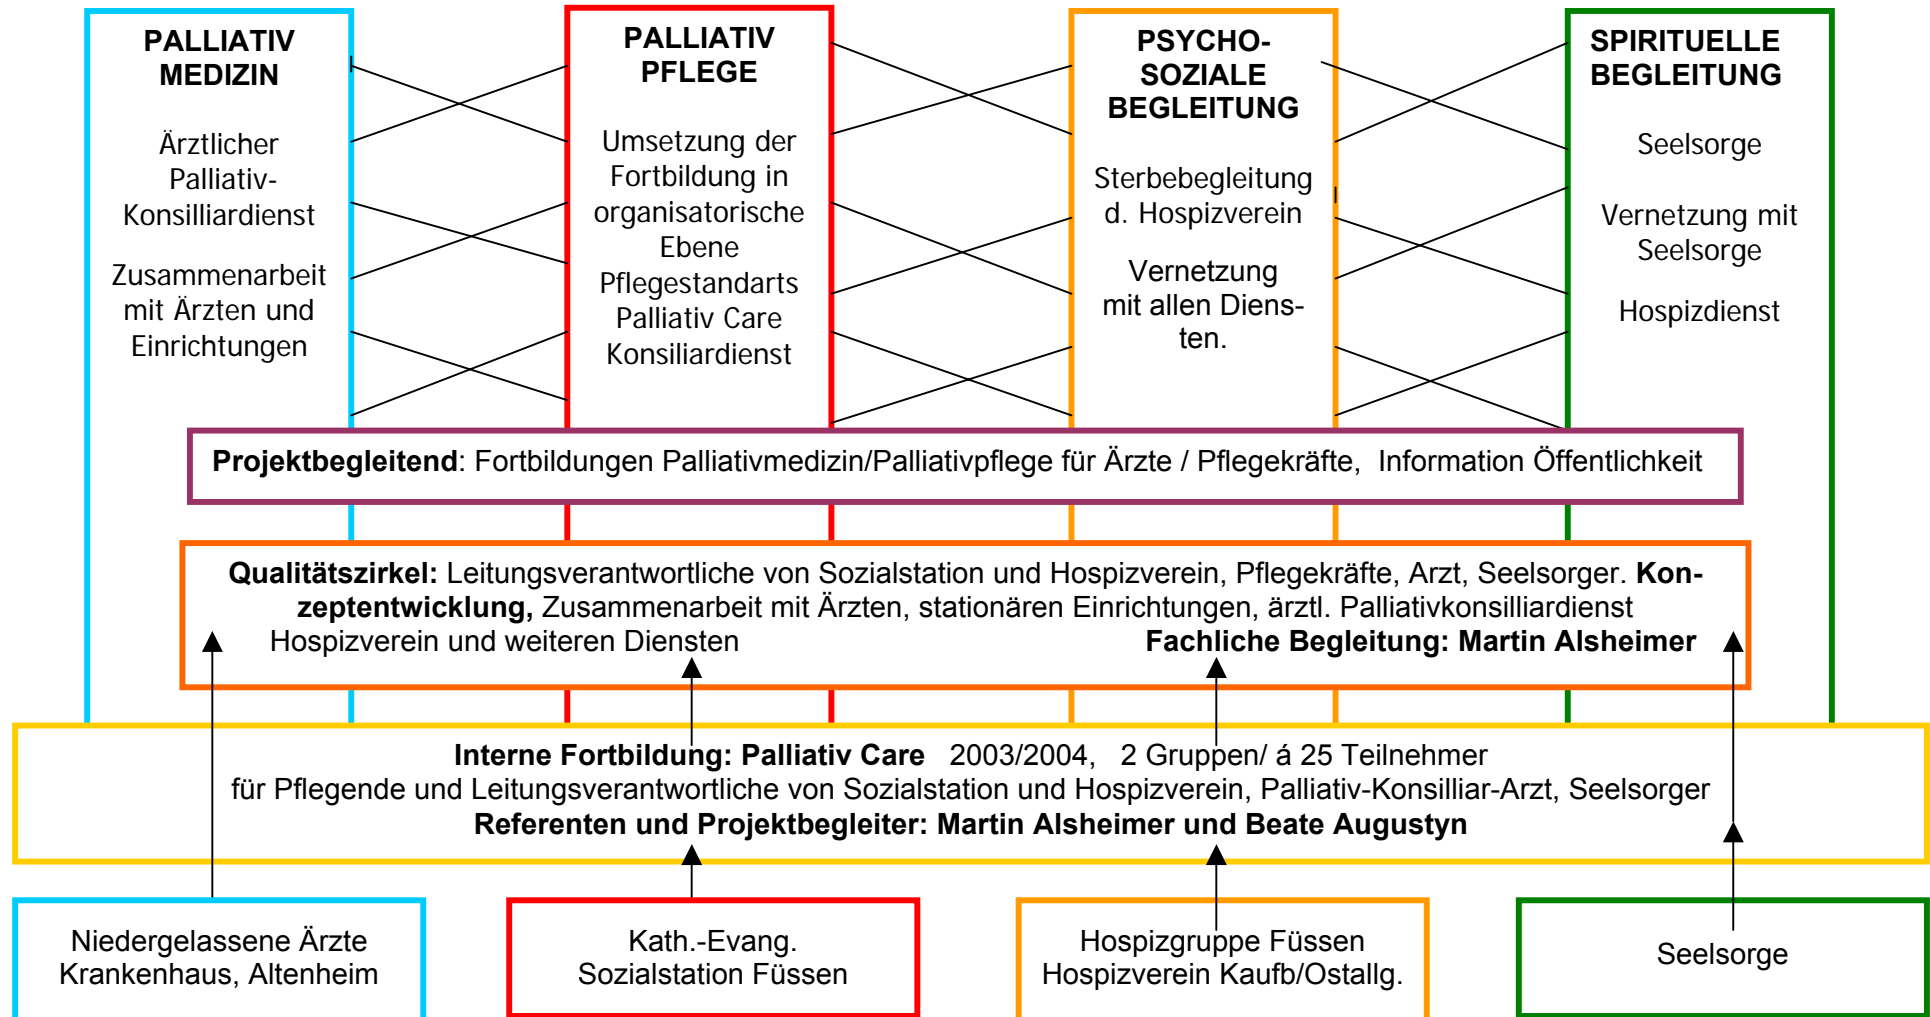 PALLIATIV
MEDIZIN
Ärztlicher
Palliativ-
Konsilliardienst
Zusammenarbeit
mit Ärzten und
Einrichtungen
PALLIATIV
PFLEGE
Umsetzung der
Fortbildung in
organisatorische
Ebene
Pflegestandarts
Palliativ Care
Konsiliardienst
PSYCHO-
SOZIALE
BEGLEITUNG
Sterbebegleitung
d. Hospizverein
Vernetzung
mit allen Diens-
ten.
SPIRITUELLE
BEGLEITUNG
Seelsorge
Vernetzung mit
Seelsorge
Hospizdienst
Projektbegleitend: Fortbildungen Palliativmedizin/Palliativpflege für Ärzte / Pflegekräfte, Information Öffentlichkeit
Qualitätszirkel: Leitungsverantwortliche von Sozialstation und Hospizverein, Pflegekräfte, Arzt, Seelsorger. Kon-
zeptentwicklung, Zusammenarbeit mit Ärzten, stationären Einrichtungen, ärztl. Palliativkonsilliardienst
Hospizverein und weiteren Diensten Fachliche Begleitung: Martin Alsheimer
Interne Fortbildung: Palliativ Care 2003/2004, 2 Gruppen/ á 25 Teilnehmer
für Pflegende und Leitungsverantwortliche von Sozialstation und Hospizverein, Palliativ-Konsilliar-Arzt, Seelsorger
Referenten und Projektbegleiter: Martin Alsheimer und Beate Augustyn
Niedergelassene Ärzte
Krankenhaus, Altenheim
Kath.-Evang.
Sozialstation Füssen
Hospizgruppe Füssen
Hospizverein Kaufb/Ostallg.
Seelsorge